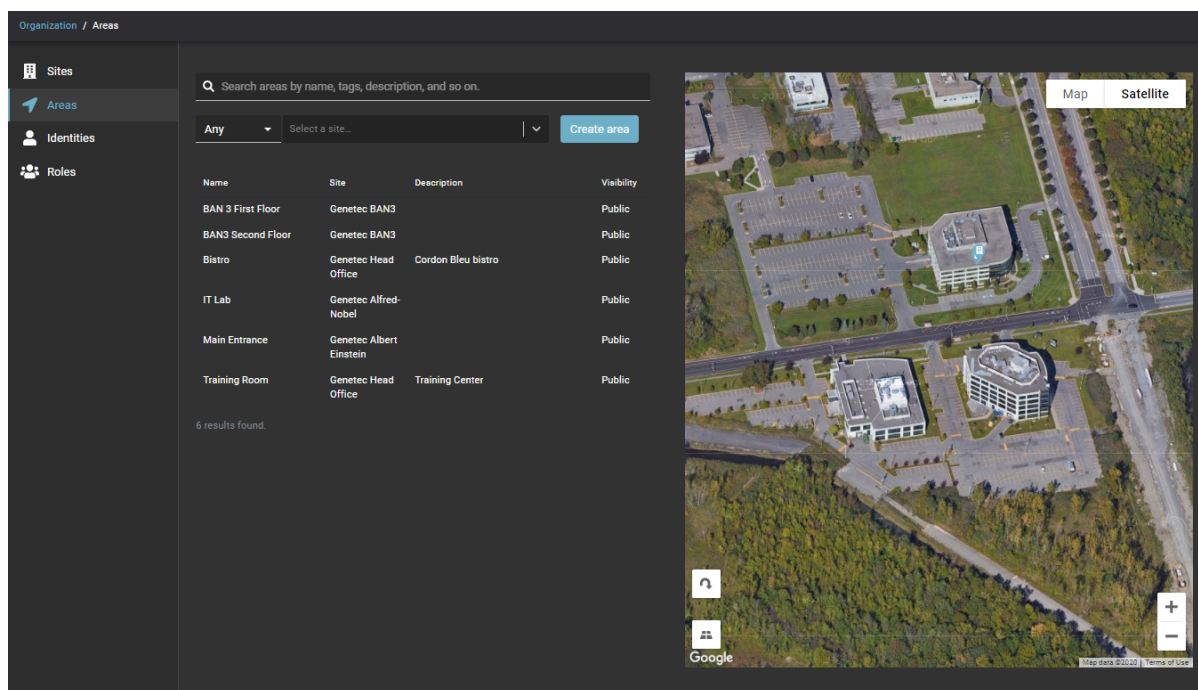 Organization / Areas
Sites
Areas
Identities
Roles
Search areas by name, tags, description, and so on.
Any
Select a site...
Create area
Name Site Description Visibility
BAN 3 First Floor Genetec BAN3 Public
BAN3 Second Floor Genetec BAN3 Public
Bistro Genetec Head Cordon Bleu bistro Public
Office
IT Lab Genetec Alfred- Public
Nobel
Main Entrance Genetec Albert Public
Einstein
Training Room Genetec Head Training Center Public
Office
6 results found.
Map Satellite
Google
Map data ©2020 Terms of Use